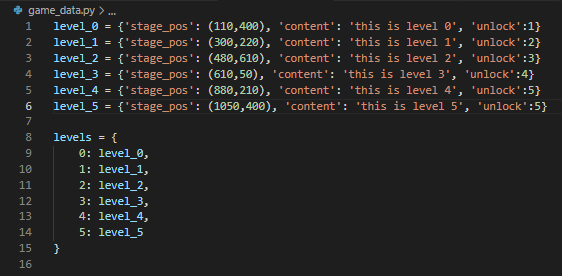 game_data.py > ...
1 level_0 = {'stage_pos': (110,400), 'content': 'this is level 0', 'unlock':1}
2 level_1 = {'stage_pos': (300,220), 'content': 'this is level 1', 'unlock':2}
3 level_2 = {'stage_pos': (480,610), 'content': 'this is level 2', 'unlock':3}
4 level_3 = {'stage_pos': (610,50), 'content': 'this is level 3', 'unlock':4}
5 level_4 = {'stage_pos': (880,210), 'content': 'this is level 4', 'unlock':5}
6 level_5 = {'stage_pos': (1050,400), 'content': 'this is level 5', 'unlock':5}
7
8 levels = {
9     0: level_0,
10     1: level_1,
11     2: level_2,
12     3: level_3,
13     4: level_4,
14     5: level_5
15 }
16